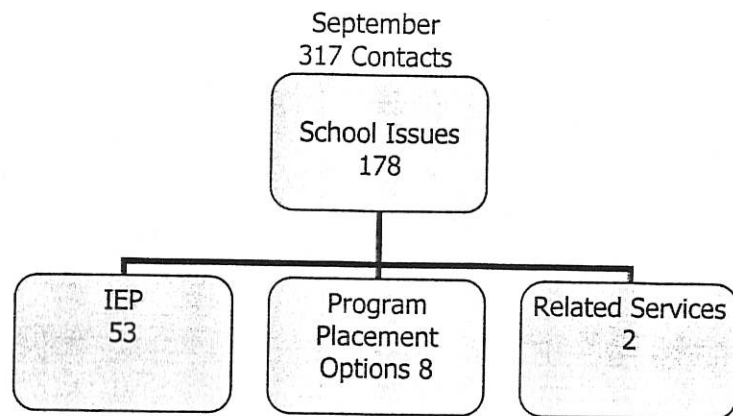 September
317 Contacts
School Issues
178
IEP
53
Program
Placement
Options 8
Related Services
2